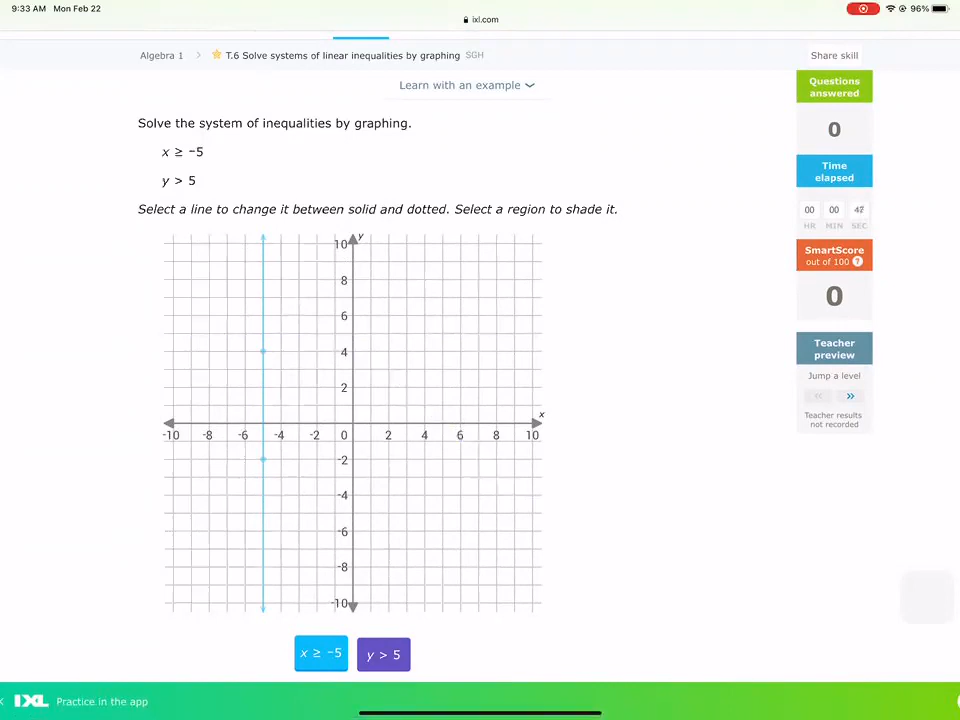 9:33 AM Mon Feb 22 96%
ixl.com
Algebra 1 > T.6 Solve systems of linear inequalities by graphing SGH
Share skill
Learn with an example
Questions answered
0
Time elapsed
00 00 47
HR MIN SEC
SmartScore
out of 100 ?
0
Teacher preview
Jump a level
« »
Teacher results not recorded
Solve the system of inequalities by graphing.
x ≥ −5
y > 5
Select a line to change it between solid and dotted. Select a region to shade it.
y
10
8
6
4
2
x
-10 -8 -6 -4 -2 0 2 4 6 8 10
-2
-4
-6
-8
-10
x ≥ −5 y > 5
IXL Practice in the app